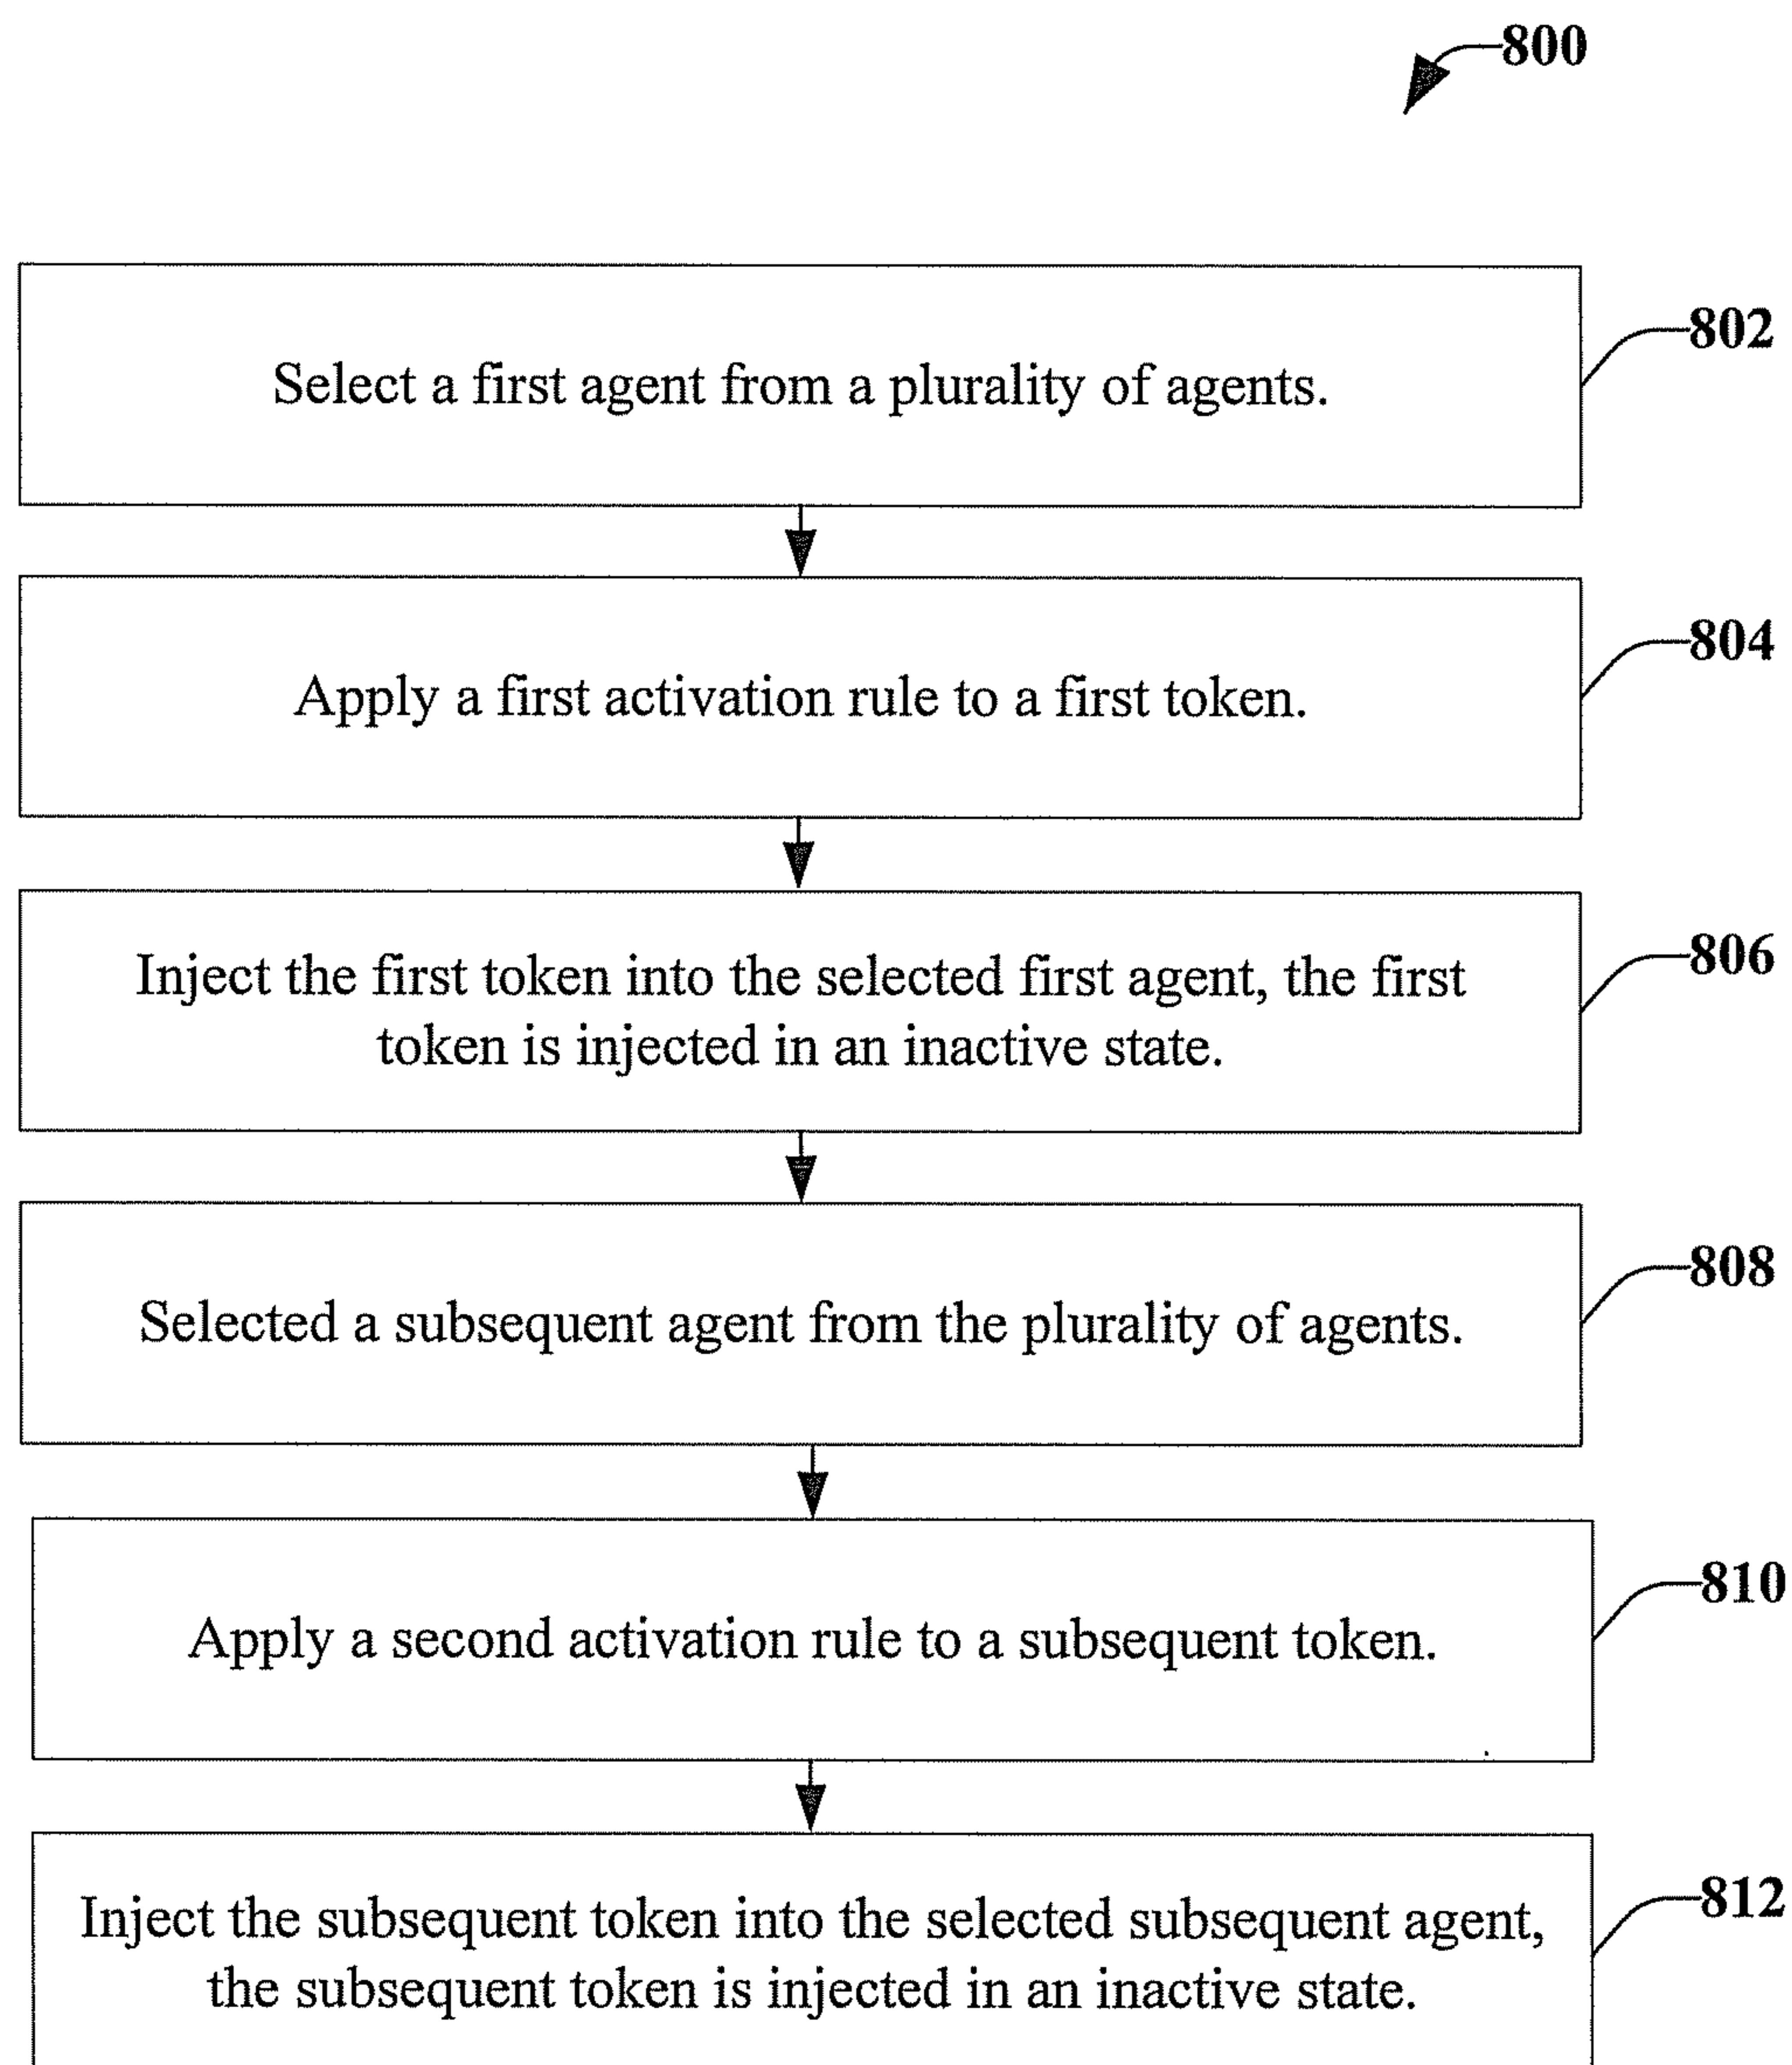 800
Select a first agent from a plurality of agents.
802
Apply a first activation rule to a first token.
804
Inject the first token into the selected first agent, the first
token is injected in an inactive state.
806
Selected a subsequent agent from the plurality of agents.
808
Apply a second activation rule to a subsequent token.
810
Inject the subsequent token into the selected subsequent agent,
the subsequent token is injected in an inactive state.
812